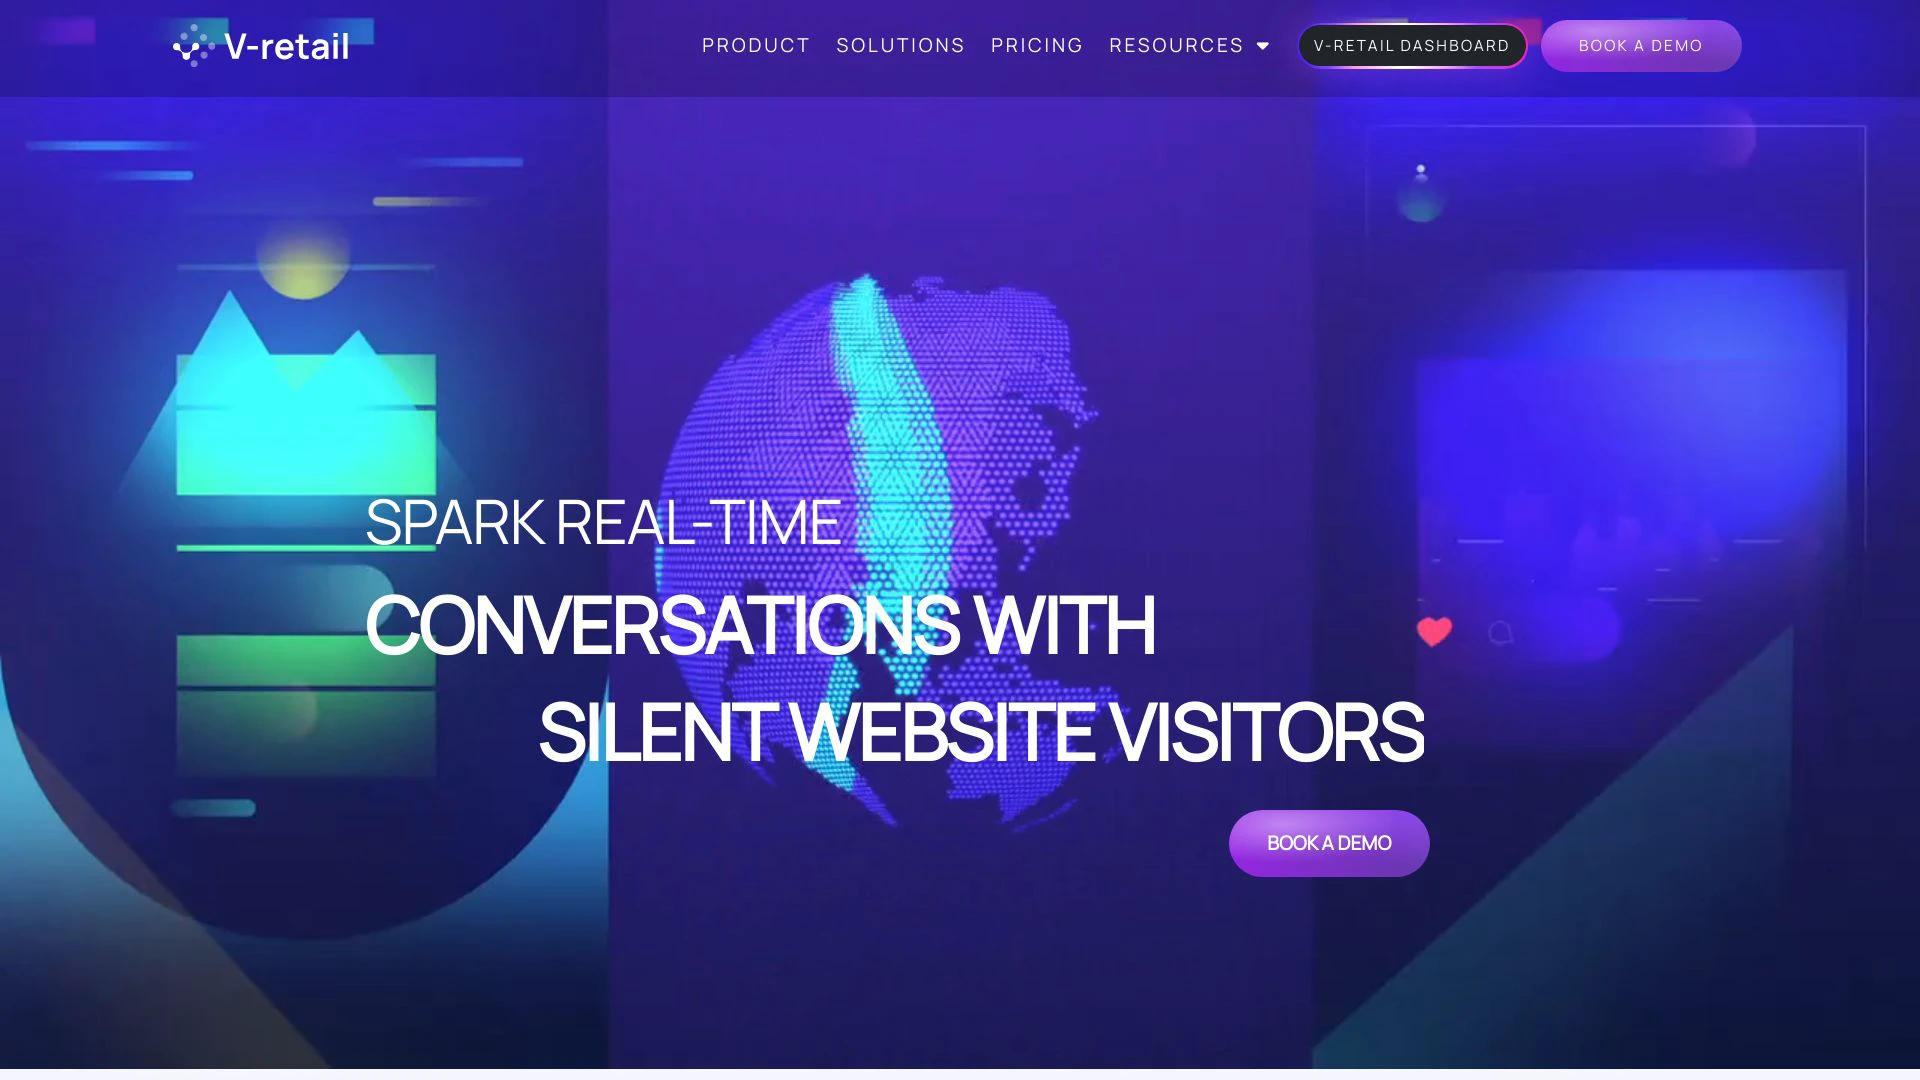 V-retail
PRODUCT SOLUTIONS PRICING RESOURCES V-RETAIL DASHBOARD BOOK A DEMO
SPARK REAL-TIME
CONVERSATIONS WITH
SILENT WEBSITE VISITORS
BOOK A DEMO